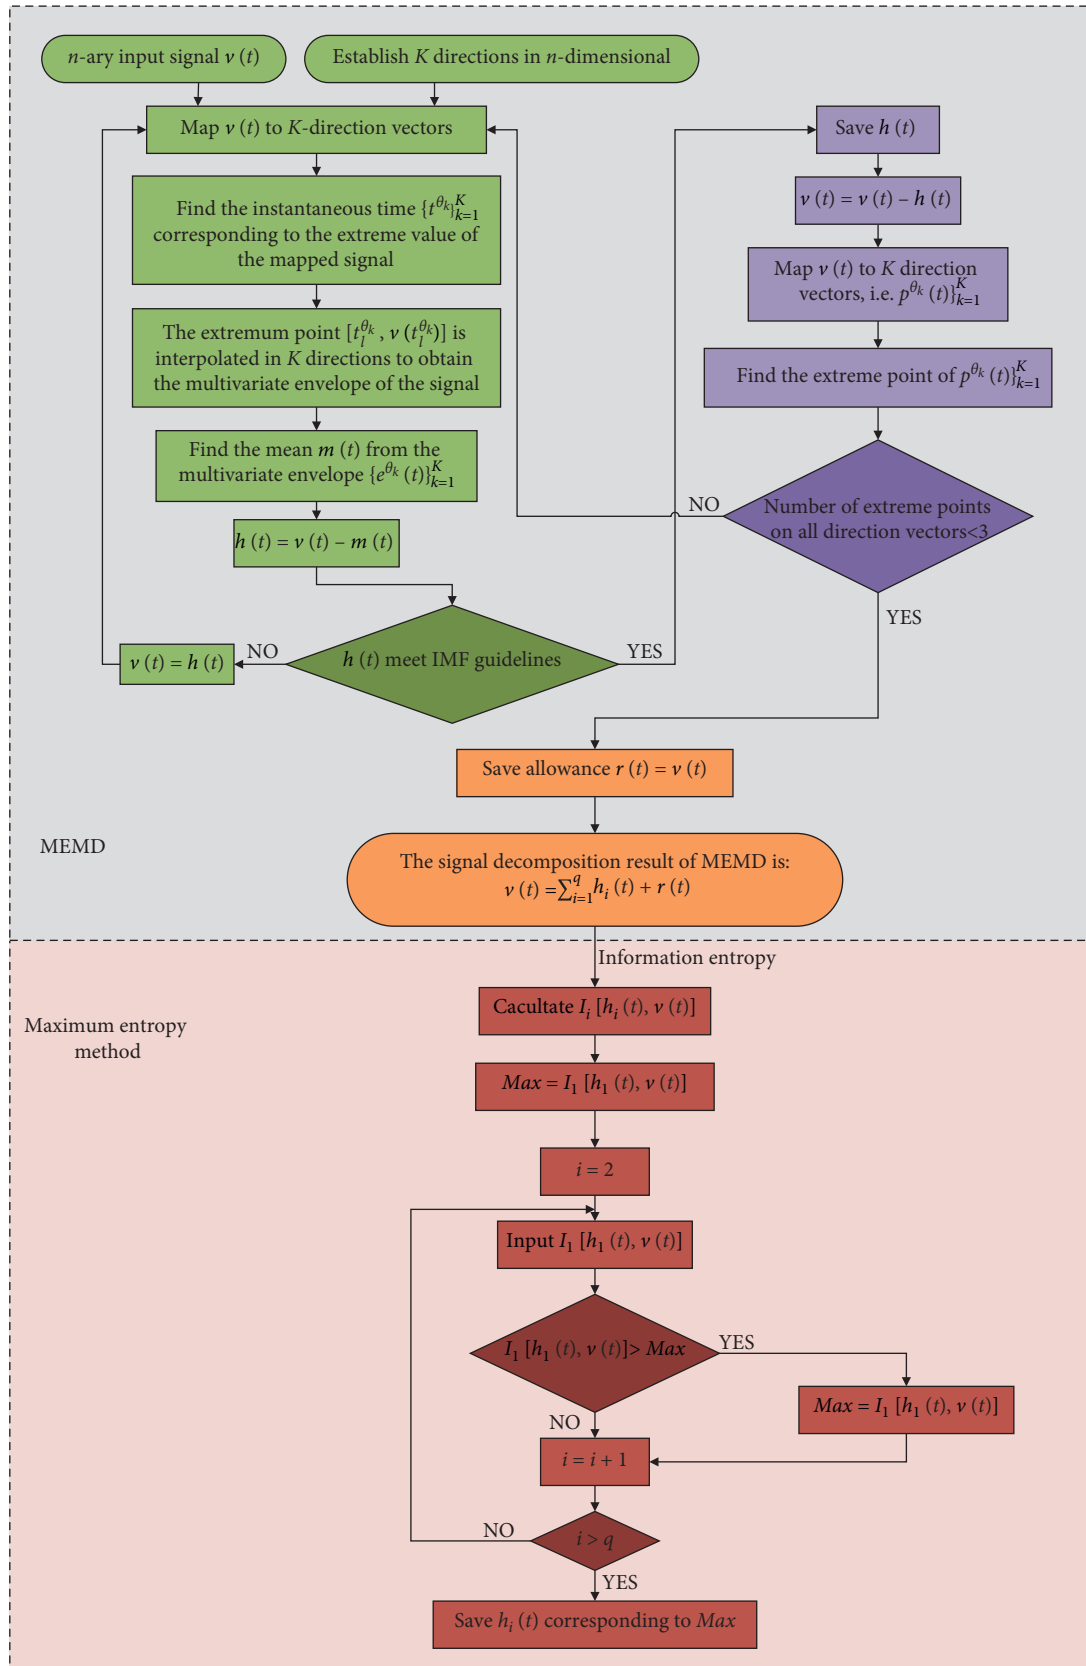 n-ary input signal v (t)
Establish K directions in n-dimensional
Map v (t) to K-direction vectors
Find the instantaneous time {t^{θ_k}}_{k=1}^{K}
corresponding to the extreme value of
the mapped signal
The extremum point [t_l^{θ_k}, v (t_l^{θ_k})] is
interpolated in K directions to obtain
the multivariate envelope of the signal
Find the mean m (t) from the
multivariate envelope {e^{θ_k} (t)}_{k=1}^{K}
h (t) = v (t) – m (t)
h (t) meet IMF guidelines
NO
v (t) = h (t)
YES
Save h (t)
v (t) = v (t) – h (t)
Map v (t) to K direction
vectors, i.e. p^{θ_k} (t)}_{k=1}^{K}
Find the extreme point of p^{θ_k} (t)}_{k=1}^{K}
Number of extreme points
on all direction vectors<3
NO
YES
Save allowance r (t) = v (t)
The signal decomposition result of MEMD is:
v (t) =∑_{i=1}^{q} h_i (t) + r (t)
MEMD
Information entropy
Maximum entropy
method
Cacultate I_i [h_i (t), v (t)]
Max = I_1 [h_1 (t), v (t)]
i = 2
Input I_1 [h_1 (t), v (t)]
I_1 [h_1 (t), v (t)]> Max
YES
Max = I_1 [h_1 (t), v (t)]
NO
i = i + 1
i > q
NO
YES
Save h_i (t) corresponding to Max